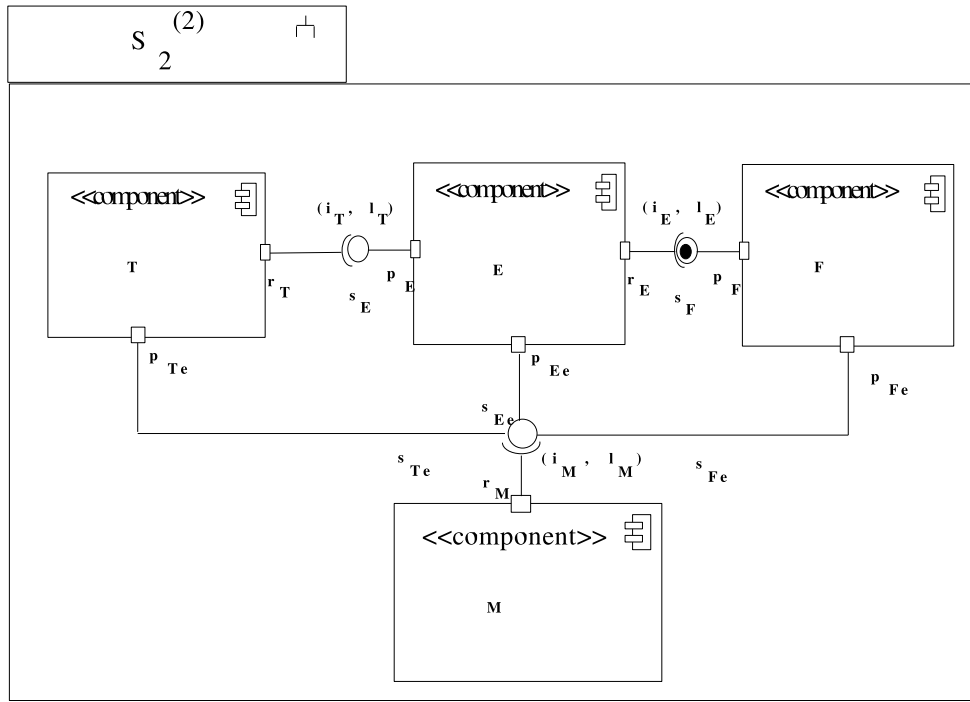 S 2 (2)
<<component>>
<<component>>
<<component>>
(i T , l T)
(i E , l E)
T
E
F
r T
p E
r E
p F
s E
s F
p Te
p Ee
p Fe
s Ee
s Te
(i M , l M)
s Fe
r M
<<component>>
M